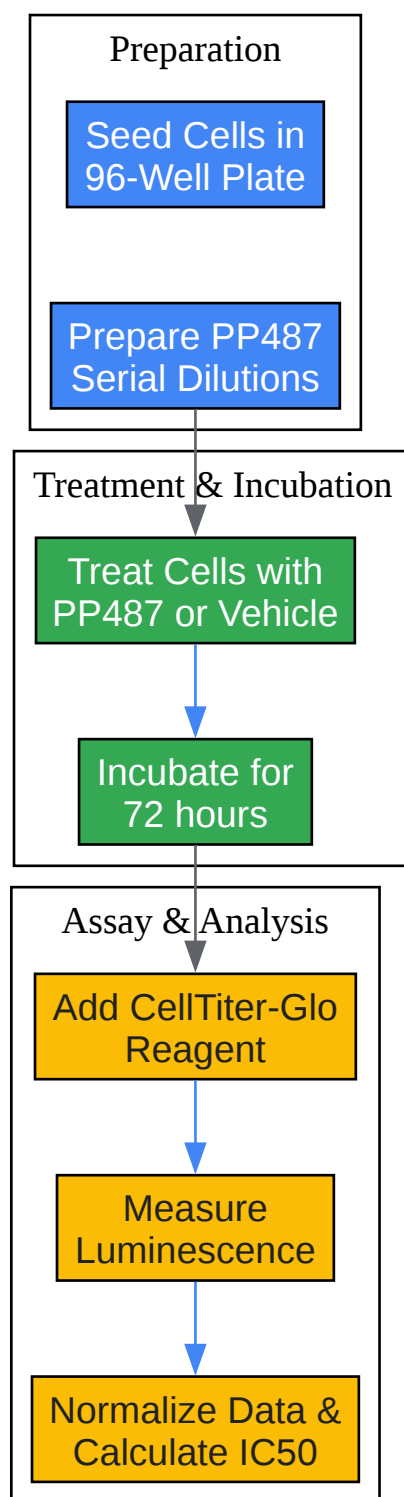 Preparation
Seed Cells in
96-Well Plate
Prepare PP487
Serial Dilutions
Treatment & Incubation
Treat Cells with
PP487 or Vehicle
Incubate for
72 hours
Assay & Analysis
Add CellTiter-Glo
Reagent
Measure
Luminescence
Normalize Data &
Calculate IC50